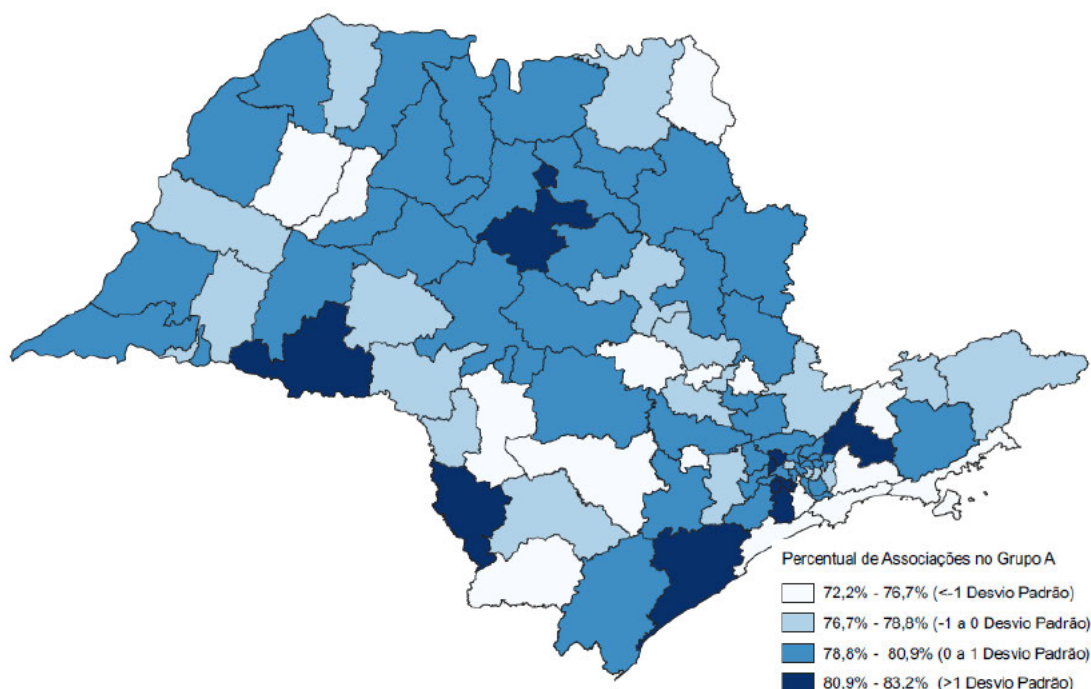 Percentual de Associações no Grupo A
72,2% - 76,7% (<-1 Desvio Padrão)
76,7% - 78,8% (-1 a 0 Desvio Padrão)
78,8% - 80,9% (0 a 1 Desvio Padrão)
80,9% - 83,2% (>1 Desvio Padrão)